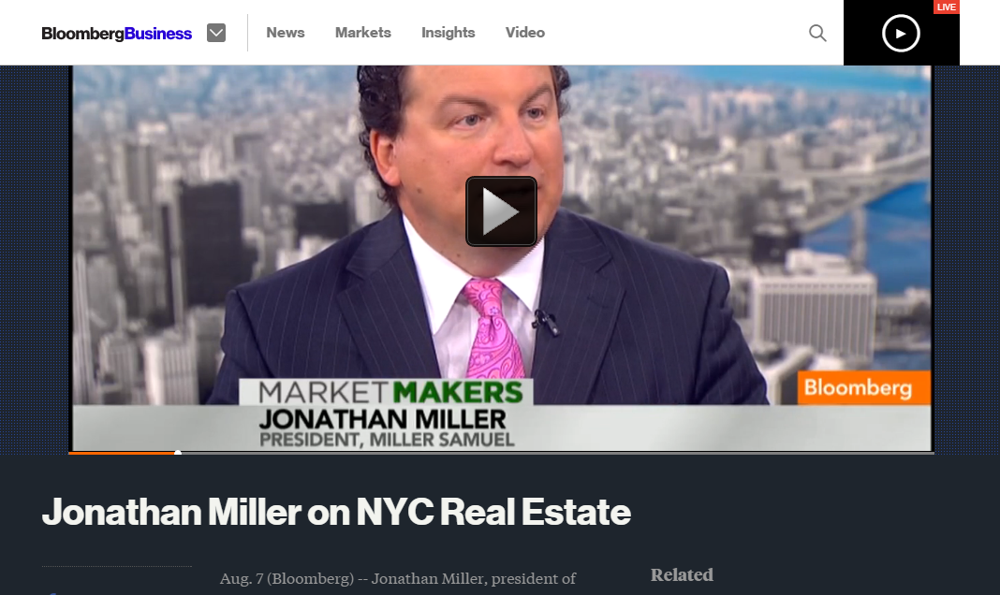 BloombergBusiness
News
Markets
Insights
Video
LIVE
MARKETMAKERS
JONATHAN MILLER
PRESIDENT, MILLER SAMUEL
Bloomberg
Jonathan Miller on NYC Real Estate
Aug. 7 (Bloomberg) -- Jonathan Miller, president of
Related